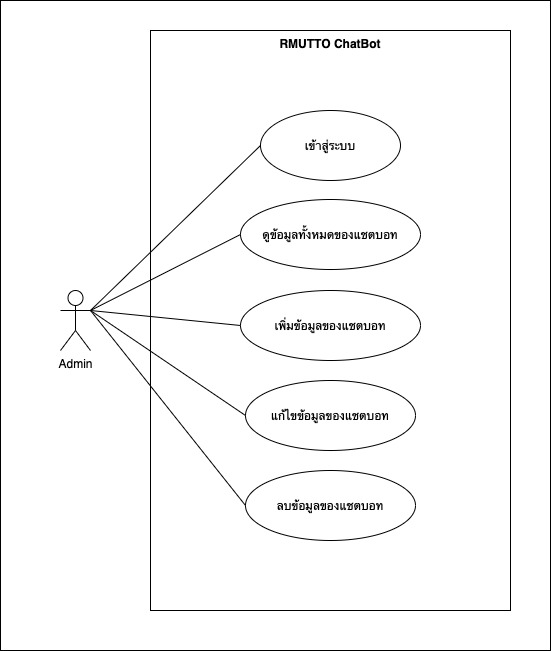 RMUTTO ChatBot
เข้าสู่ระบบ
ดูข้อมูลทั้งหมดของแชตบอท
เพิ่มข้อมูลของแชตบอท
Admin
แก้ไขข้อมูลของแชตบอท
ลบข้อมูลของแชตบอท